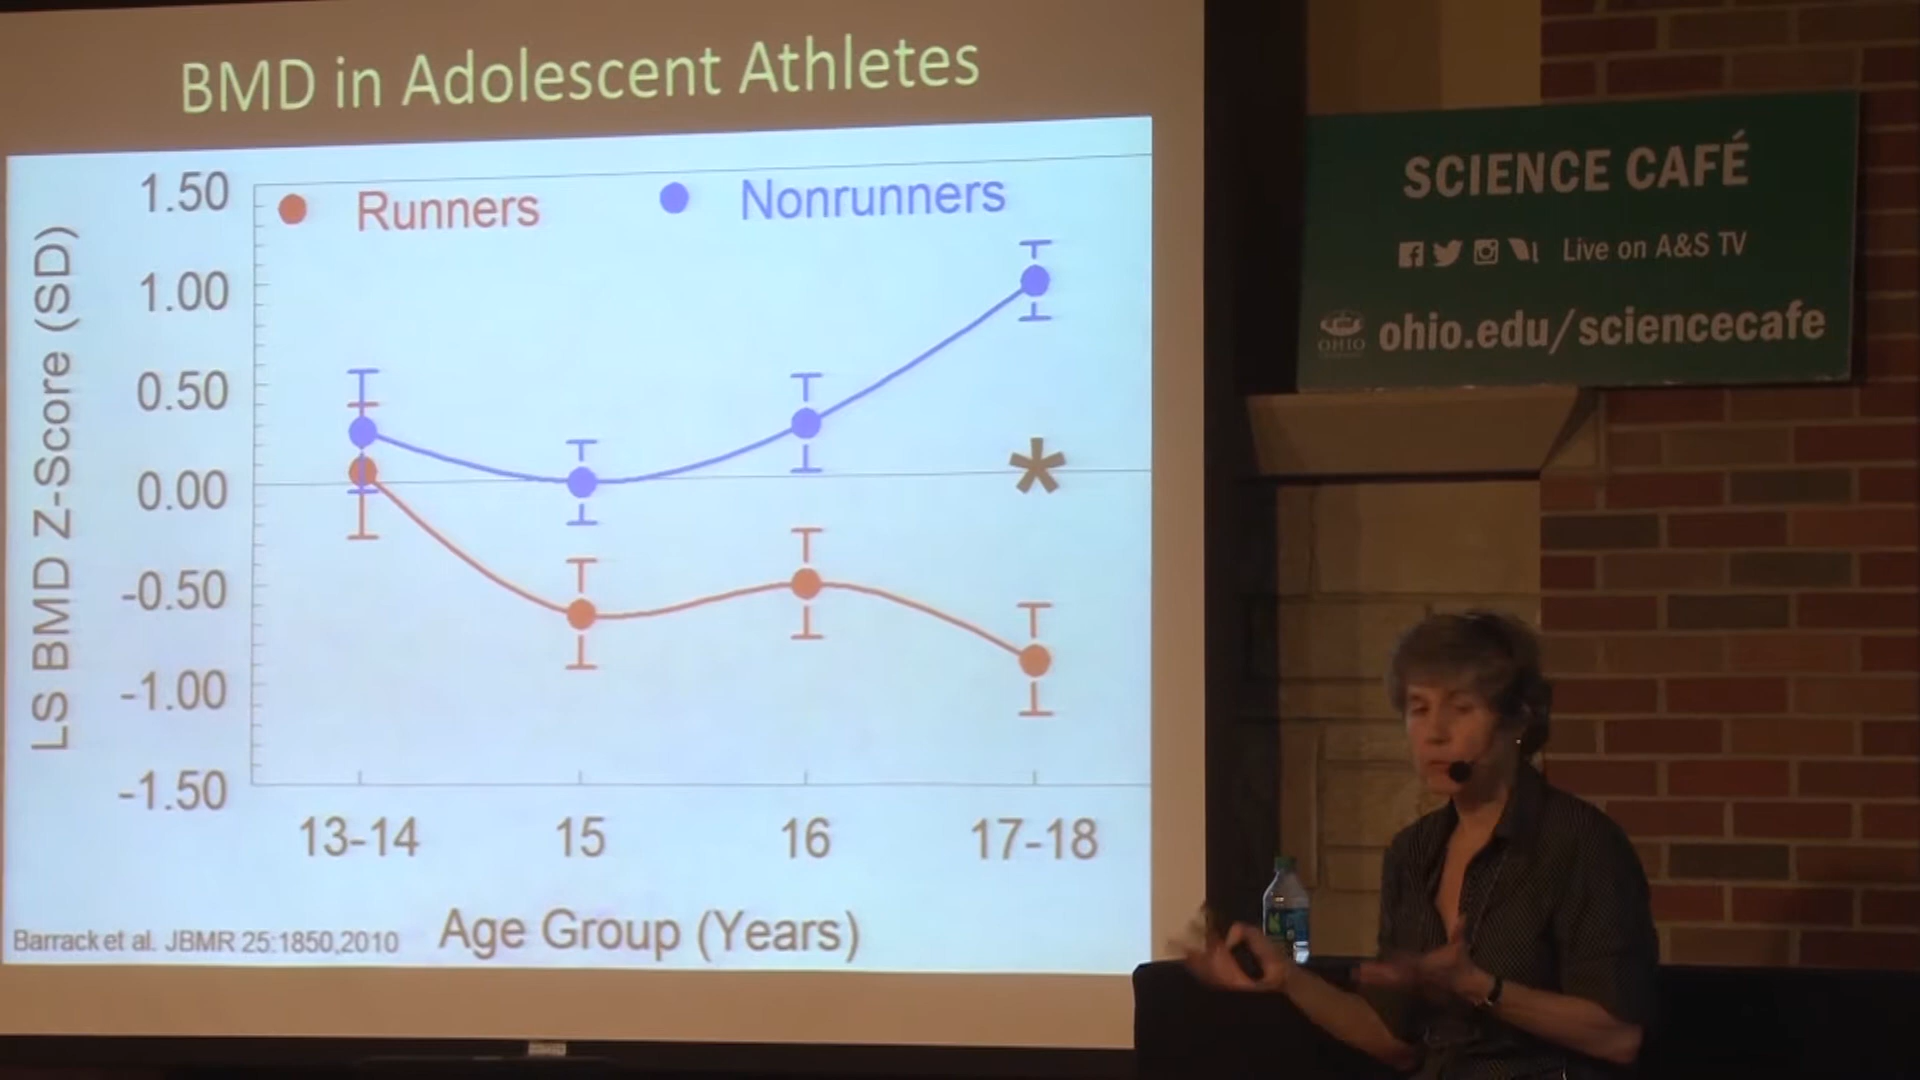 BMD in Adolescent Athletes
Runners
Nonrunners
LS BMD Z-Score (SD)
1.50
1.00
0.50
0.00
-0.50
-1.00
-1.50
*
13-14
15
16
17-18
Age Group (Years)
Barrack et al. JBMR 25:1850,2010
SCIENCE CAFÉ
Live on A&S TV
OHIO
ohio.edu/sciencecafe